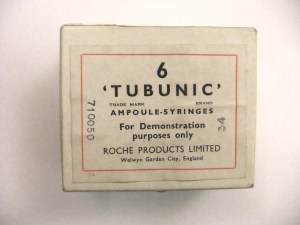 6
'TUBUNIC'
TRADE MARK BRAND
AMPOULE-SYRINGES
For Demonstration
purposes only
ROCHE PRODUCTS LIMITED
Welwyn Garden City, England
710050
34